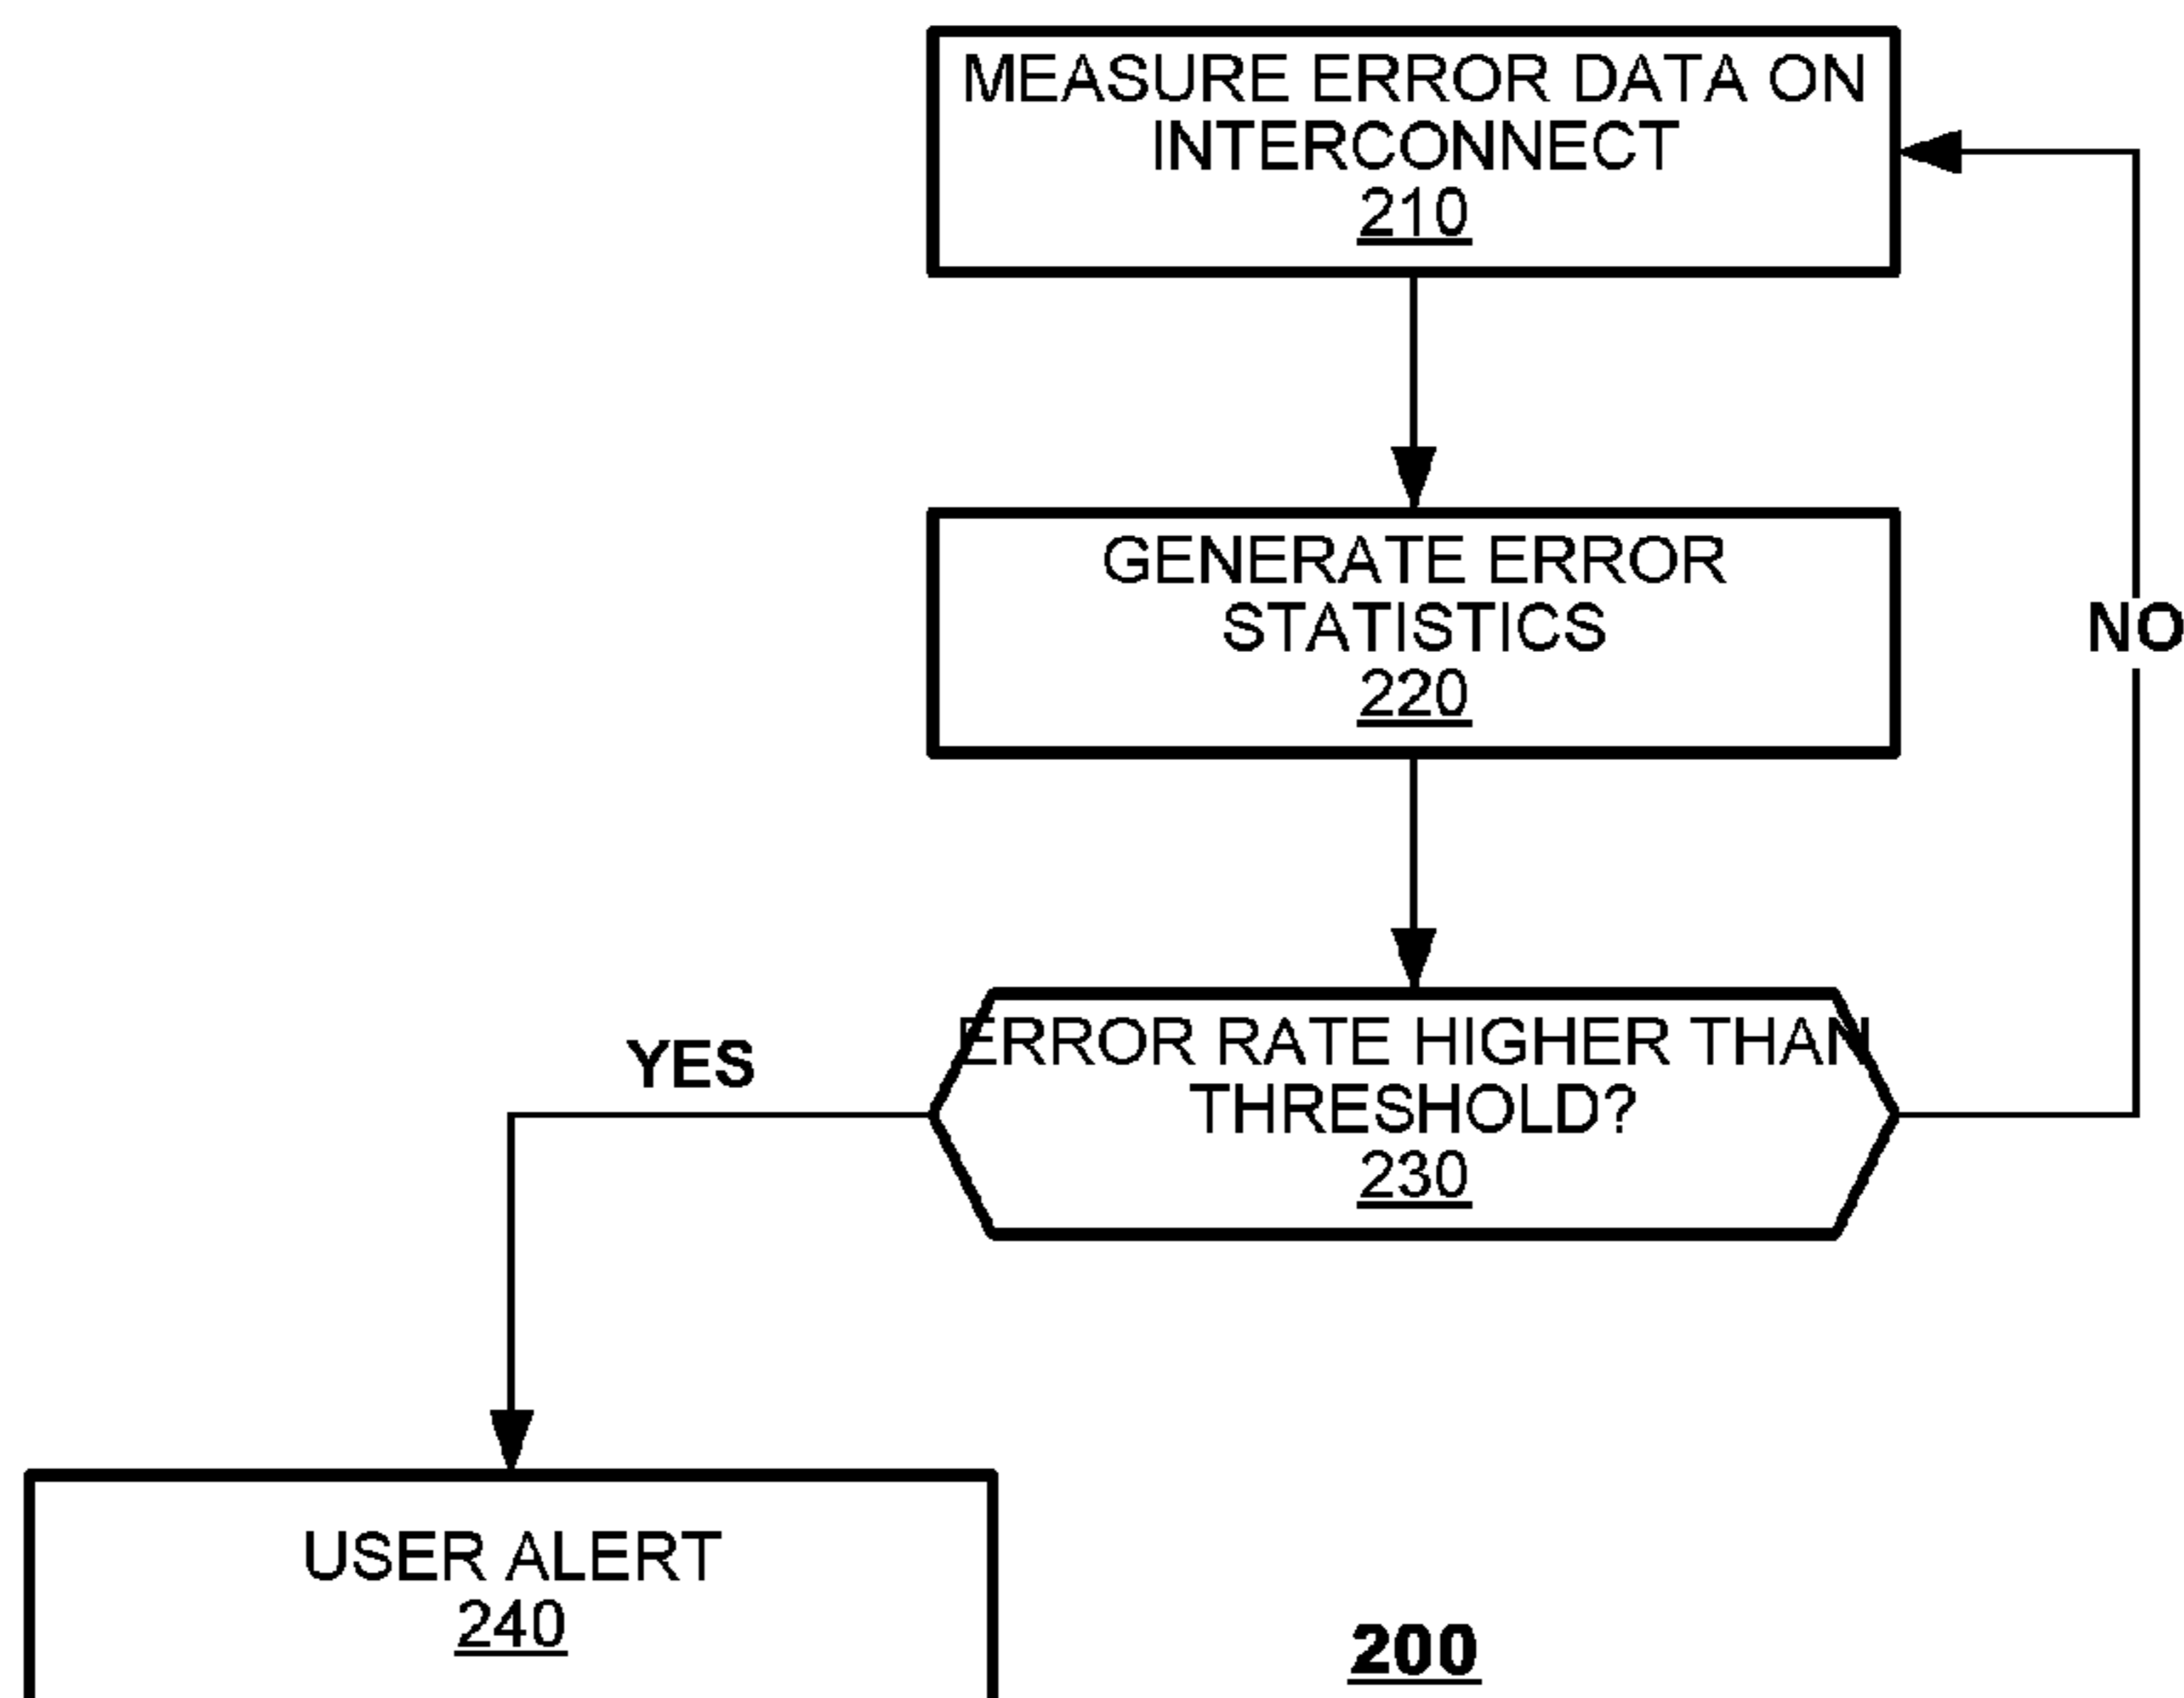 MEASURE ERROR DATA ON
INTERCONNECT
210
GENERATE ERROR
STATISTICS
220
NO
ERROR RATE HIGHER THAN
THRESHOLD?
230
YES
USER ALERT
240
200